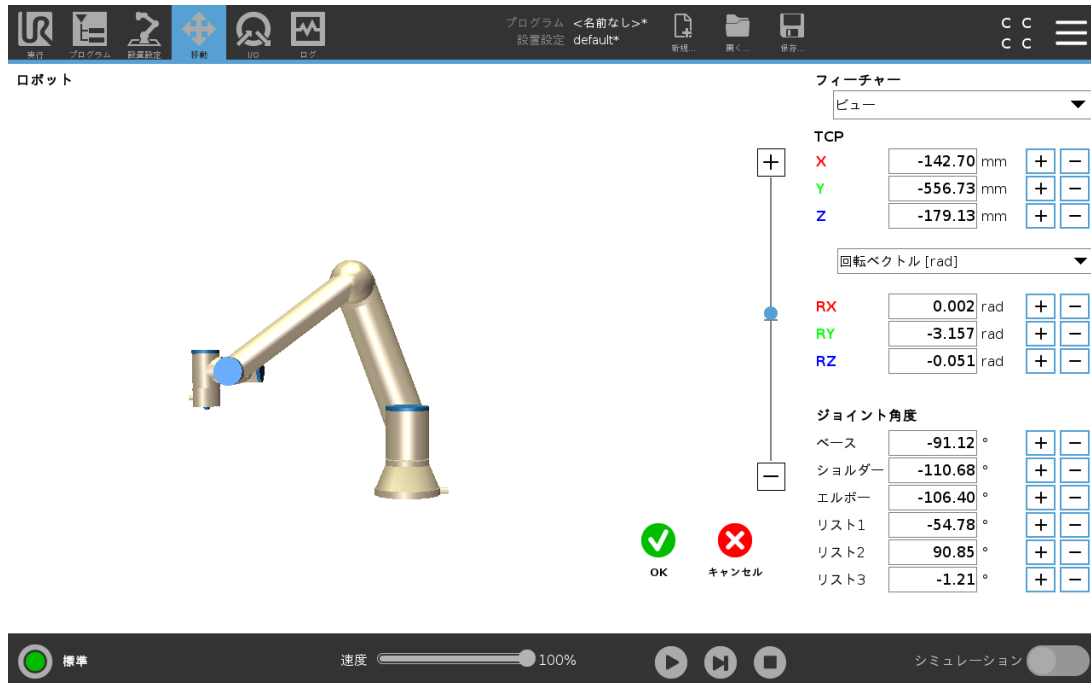 UR
プログラム <名前なし>*
設置設定 default*
C C
C C
実行 プログラム 設置設定 移動 I/O ログ 新規... 開く... 保存...
ロボット
フィーチャー
ビュー
TCP
X -142.70 mm + −
Y -556.73 mm + −
Z -179.13 mm + −
回転ベクトル [rad]
RX 0.002 rad + −
RY -3.157 rad + −
RZ -0.051 rad + −
ジョイント角度
ベース -91.12 ° + −
ショルダー -110.68 ° + −
エルボー -106.40 ° + −
リスト1 -54.78 ° + −
リスト2 90.85 ° + −
リスト3 -1.21 ° + −
OK キャンセル
標準 速度 100% シミュレーション